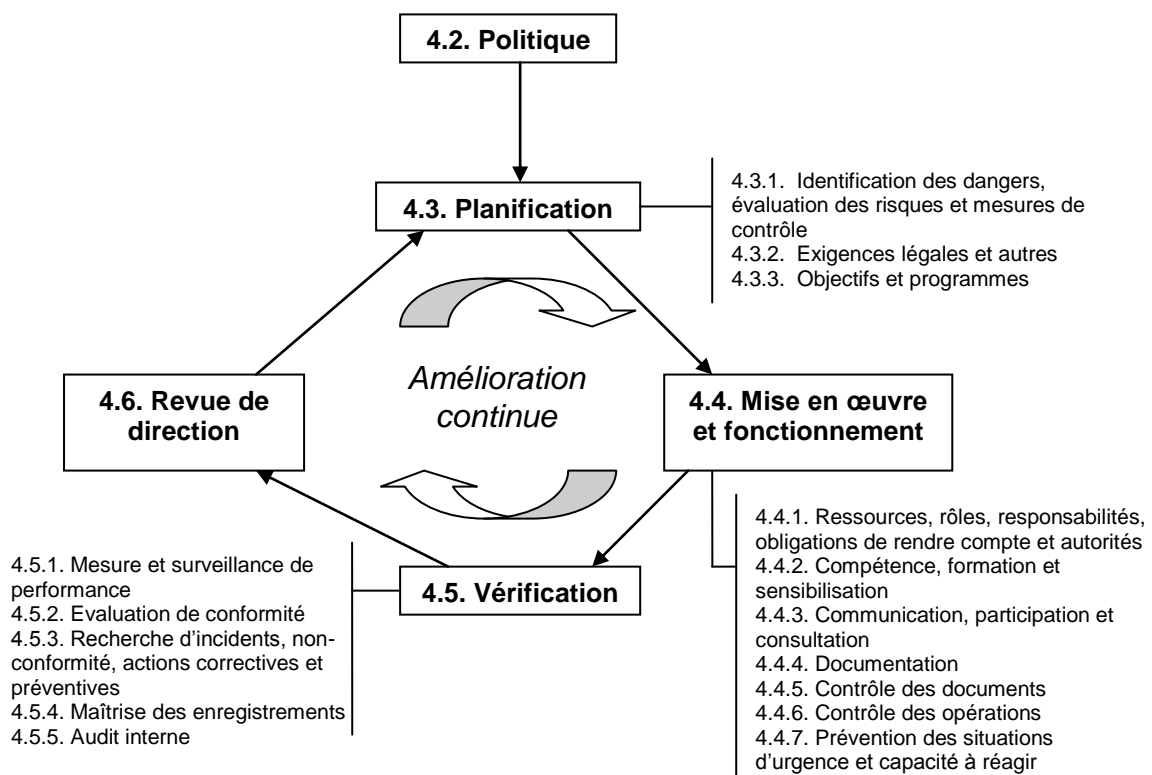 4.2. Politique
4.3. Planification
4.3.1.  Identification des dangers,
évaluation des risques et mesures de
contrôle
4.3.2.  Exigences légales et autres
4.3.3.  Objectifs et programmes
Amélioration
continue
4.6. Revue de
direction
4.4. Mise en œuvre
et fonctionnement
4.4.1. Ressources, rôles, responsabilités,
obligations de rendre compte et autorités
4.4.2. Compétence, formation et
sensibilisation
4.4.3. Communication, participation et
consultation
4.4.4. Documentation
4.4.5. Contrôle des documents
4.4.6. Contrôle des opérations
4.4.7. Prévention des situations
d’urgence et capacité à réagir
4.5. Vérification
4.5.1. Mesure et surveillance de
performance
4.5.2. Evaluation de conformité
4.5.3. Recherche d’incidents, non-
conformité, actions correctives et
préventives
4.5.4. Maîtrise des enregistrements
4.5.5. Audit interne